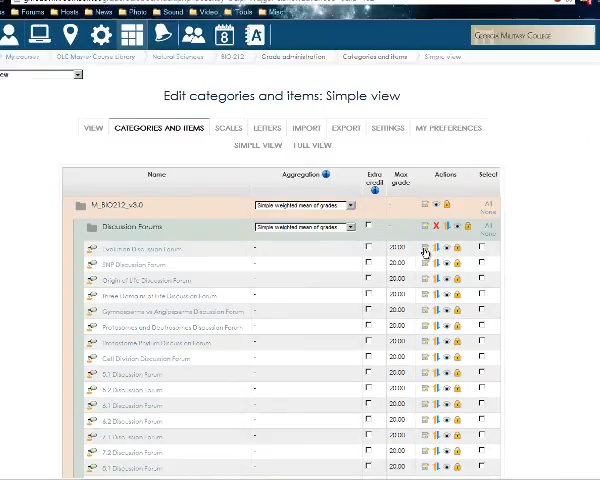 Forums News Photo Sound Video Tools Misc
8 A
GEORGIA MILITARY COLLEGE
My courses OLC Master Course Library Natural Sciences BIO 212 Grade administration Categories and items Simple view
Edit categories and items: Simple view
VIEW CATEGORIES AND ITEMS SCALES LETTERS IMPORT EXPORT SETTINGS MY PREFERENCES
SIMPLE VIEW FULL VIEW
Name Aggregation Extra credit Max grade Actions Select
M_BIO212_v3.0 Simple weighted mean of grades - All None
Discussion Forums Simple weighted mean of grades - All None
Evolution Discussion Forum - 20.00
SNP Discussion Forum - 20.00
Origin of Life Discussion Forum - 20.00
Three Domains of Life Discussion Forum - 20.00
Gymnosperms vs Angiosperms Discussion Forum - 20.00
Protosomes and Deutrosomes Discussion Forum - 20.00
Protostome Phylum Discussion Forum - 20.00
Cell Division Discussion Forum - 20.00
5.1 Discussion Forum - 20.00
5.2 Discussion Forum - 20.00
6.1 Discussion Forum - 20.00
6.2 Discussion Forum - 20.00
7.1 Discussion Forum - 20.00
7.2 Discussion Forum - 20.00
8.1 Discussion Forum - 20.00